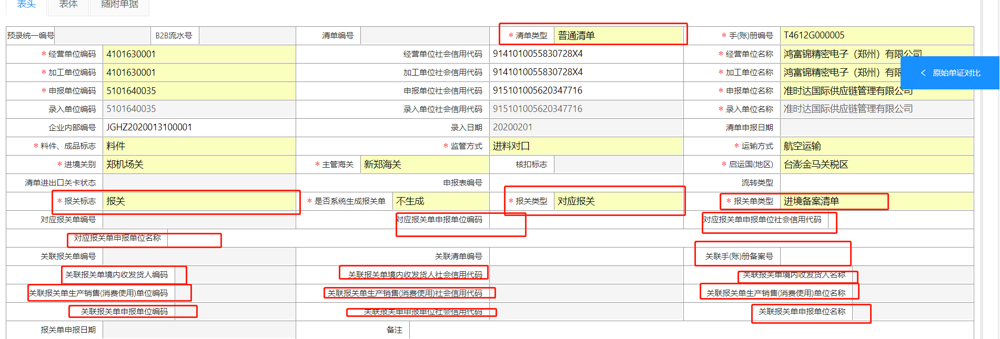 表头 表体 随附单据
预录统一编号 B2B流水号 清单编号 * 清单类型 普通清单 * 手(账)册编号 T4612G000005
* 经营单位编码 4101630001 经营单位社会信用代码 9141010055830728X4 * 经营单位名称 鸿富锦精密电子（郑州）有限公司
* 加工单位编码 4101630001 加工单位社会信用代码 9141010055830728X4 * 加工单位名称 鸿富锦精密电子（郑州）有限
< 原始单证对比
* 申报单位编码 5101640035 申报单位社会信用代码 915101005620347716 * 申报单位名称 准时达国际供应链管理有限公司
录入单位编码 5101640035 录入单位社会信用代码 915101005620347716 * 录入单位名称 准时达国际供应链管理有限公司
企业内部编号 JGHZ2020013100001 录入日期 20200201 清单申报日期
* 料件、成品标志 料件 * 监管方式 进料对口 * 运输方式 航空运输
* 进境关别 郑机场关 * 主管海关 新郑海关 核扣标志 * 启运国(地区) 台澎金马关税区
清单进出口关卡状态 申报表编号 流转类型
* 报关标志 报关 * 是否系统生成报关单 不生成 * 报关类型 对应报关 * 报关单类型 进境备案清单
对应报关单编号 对应报关单申报单位编码 对应报关单申报单位社会信用代码
对应报关单申报单位名称
关联报关单编号 关联清单编号 关联手(账)册备案号
关联报关单境内收发货人编码 关联报关单境内收发货人社会信用代码 关联报关单境内收发货人名称
关联报关单生产销售(消费使用)单位编码 关联报关单生产销售(消费使用)社会信用代码 关联报关单生产销售(消费使用)单位名称
关联报关单申报单位编码 关联报关单申报单位社会信用代码 关联报关单申报单位名称
报关单申报日期 备注